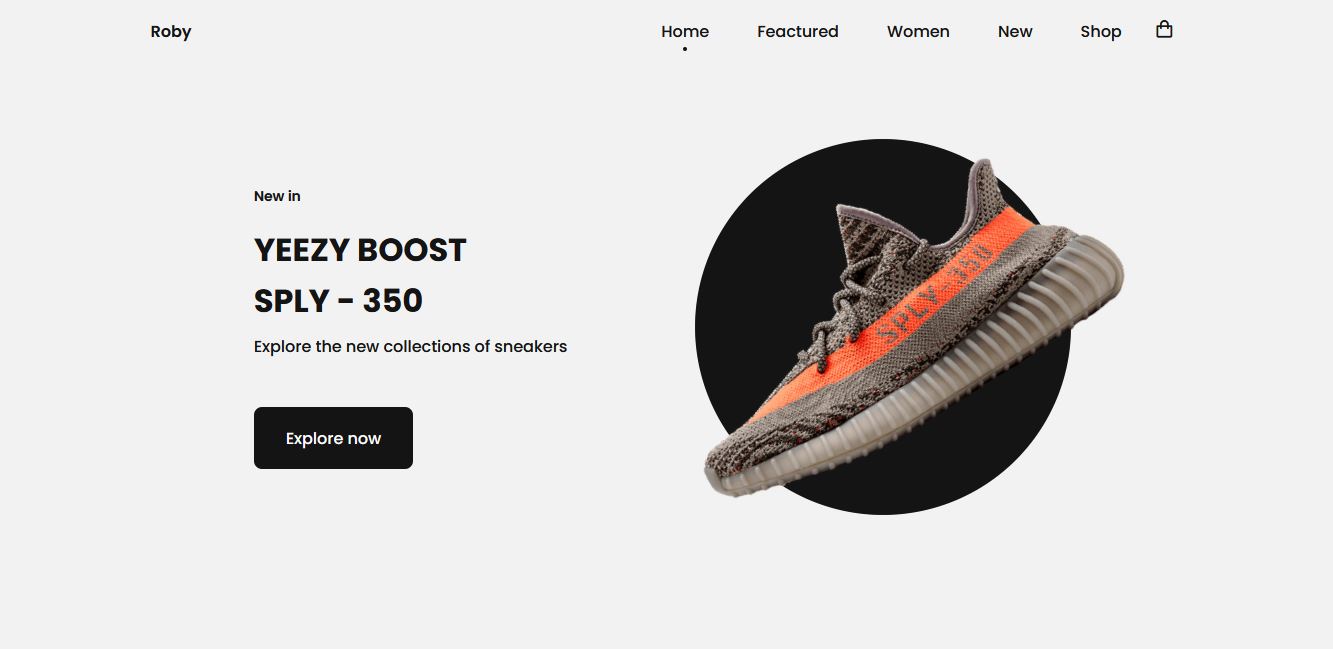 Roby
Home Feactured Women New Shop
New in
YEEZY BOOST
SPLY - 350
Explore the new collections of sneakers
Explore now
SPLY-350